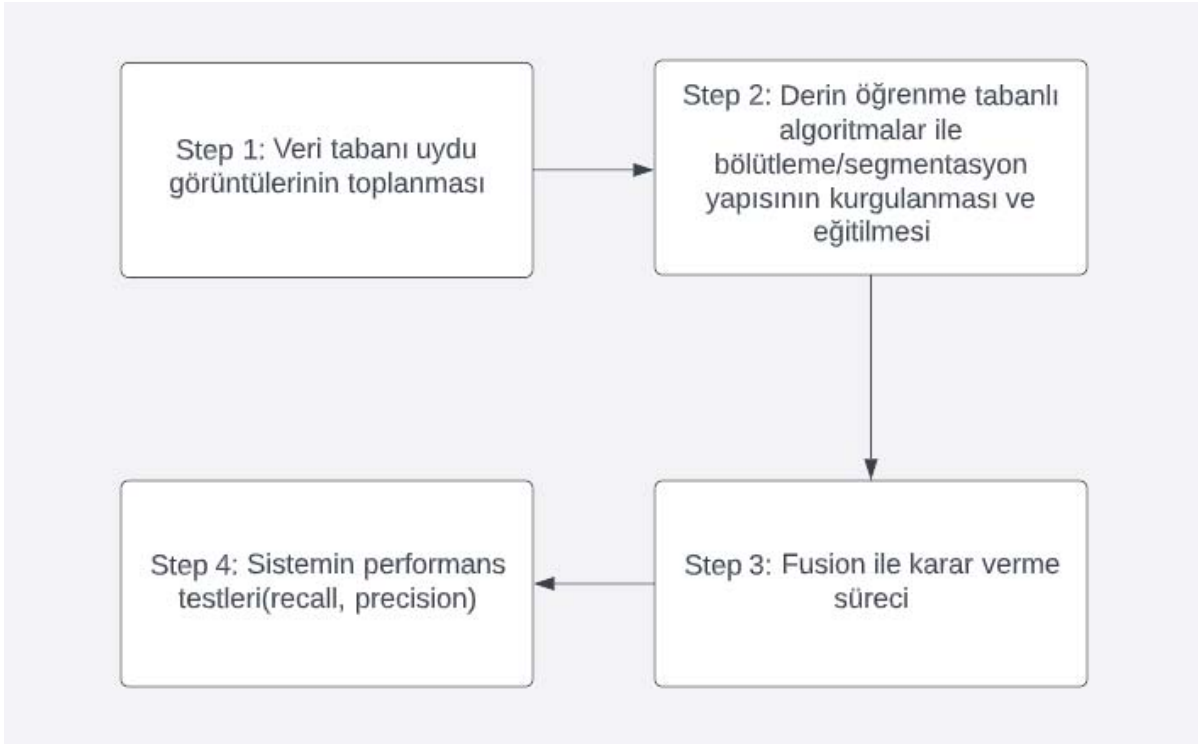 Step 1: Veri tabanı uydu
görüntülerinin toplanması
Step 2: Derin öğrenme tabanlı
algoritmalar ile
bölütleme/segmentasyon
yapısının kurgulanması ve
eğitilmesi
Step 3: Fusion ile karar verme
süreci
Step 4: Sistemin performans
testleri(recall, precision)